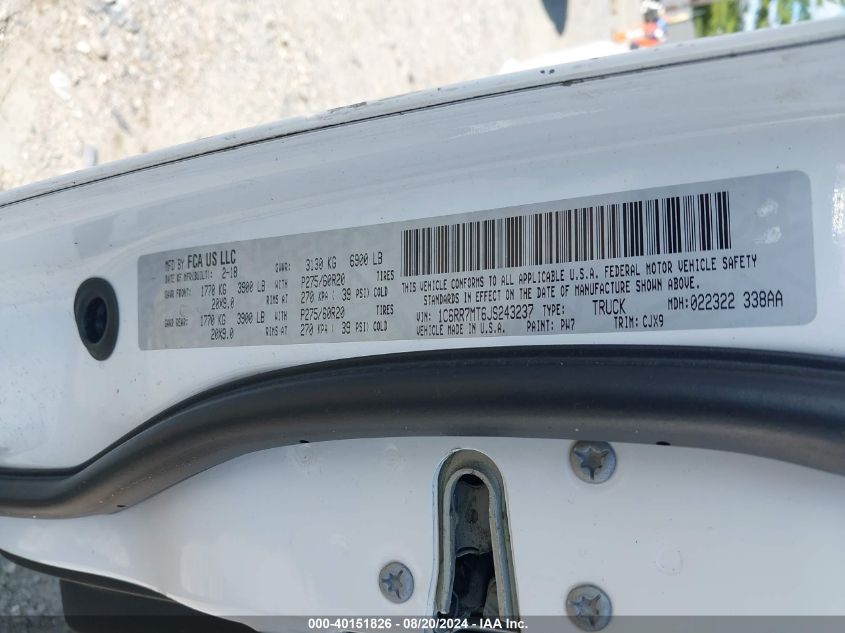 MFD BY FCA US LLC
DATE OF MFR(BUILT): 2-18 GVWR: 3130 KG 6900 LB
GAWR FRONT: 1770 KG 3900 LB WITH P275/60R20 TIRES
20X9.0 RIMS AT 270 KPA ( 39 PSI) COLD
GAWR REAR: 1770 KG 3900 LB WITH P275/60R20 TIRES
20X9.0 RIMS AT 270 KPA ( 39 PSI) COLD
THIS VEHICLE CONFORMS TO ALL APPLICABLE U.S.A. FEDERAL MOTOR VEHICLE SAFETY
STANDARDS IN EFFECT ON THE DATE OF MANUFACTURE SHOWN ABOVE.
VIN: 1C6RR7MT6JS243237 TYPE: TRUCK MDH: 022322 338AA
MADE IN U.S.A. PAINT: PW7 TRIM: CJX9
000-40151826 - 08/20/2024 - IAA Inc.